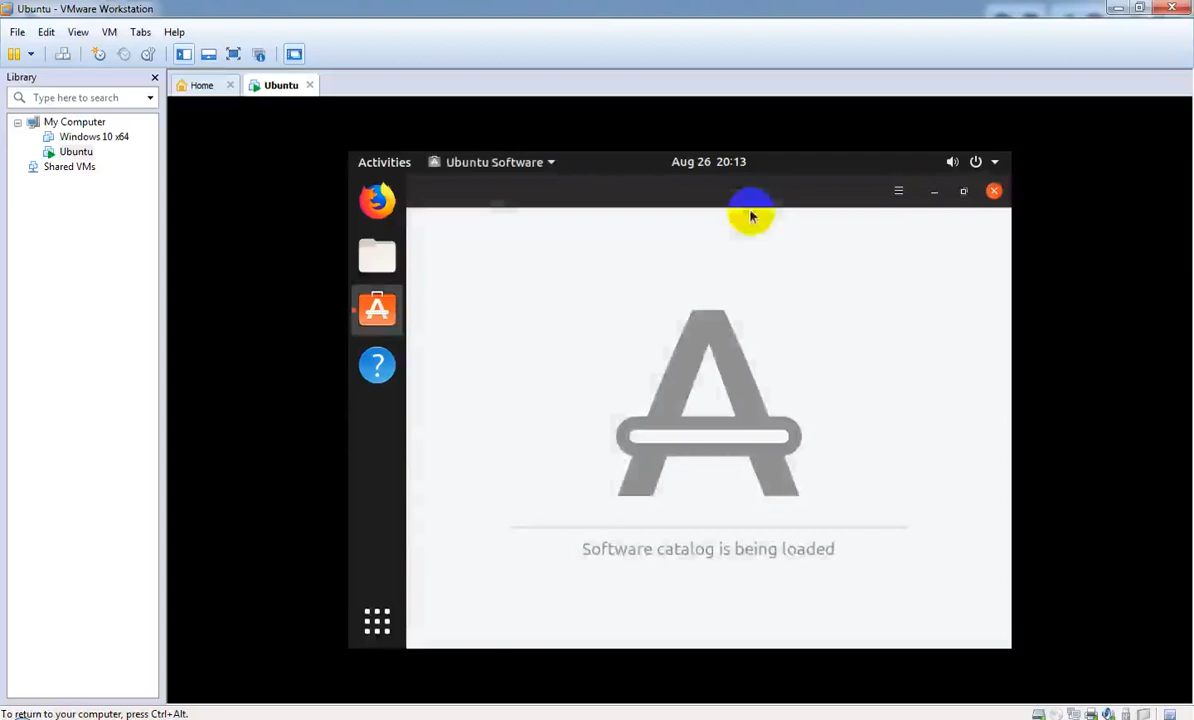 Ubuntu - VMware Workstation
File Edit View VM Tabs Help
Library
Type here to search
My Computer
Windows 10 x64
Ubuntu
Shared VMs
Home
Ubuntu
Activities
Ubuntu Software
Aug 26 20:13
Software catalog is being loaded
To return to your computer, press Ctrl+Alt.